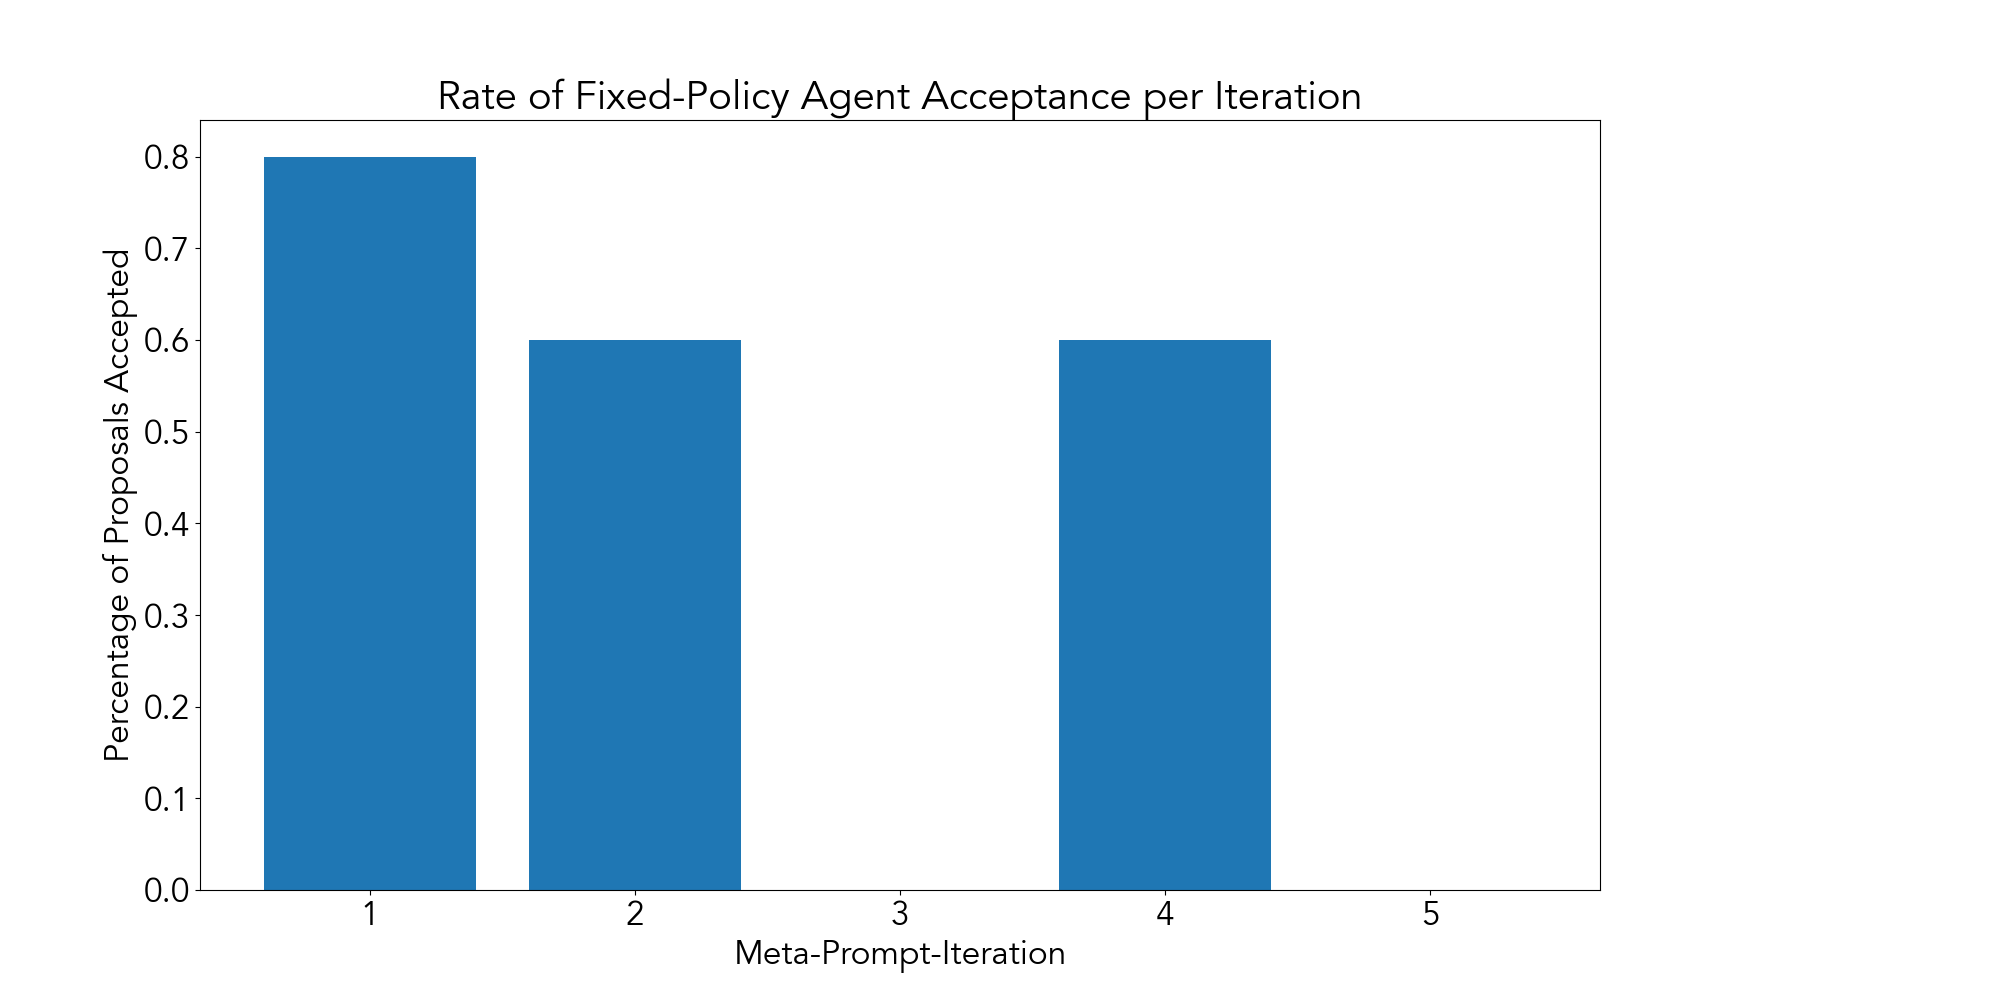 Rate of Fixed-Policy Agent Acceptance per Iteration
Percentage of Proposals Accepted
0.8
0.7
0.6
0.5
0.4
0.3
0.2
0.1
0.0
1 2 3 4 5
Meta-Prompt-Iteration